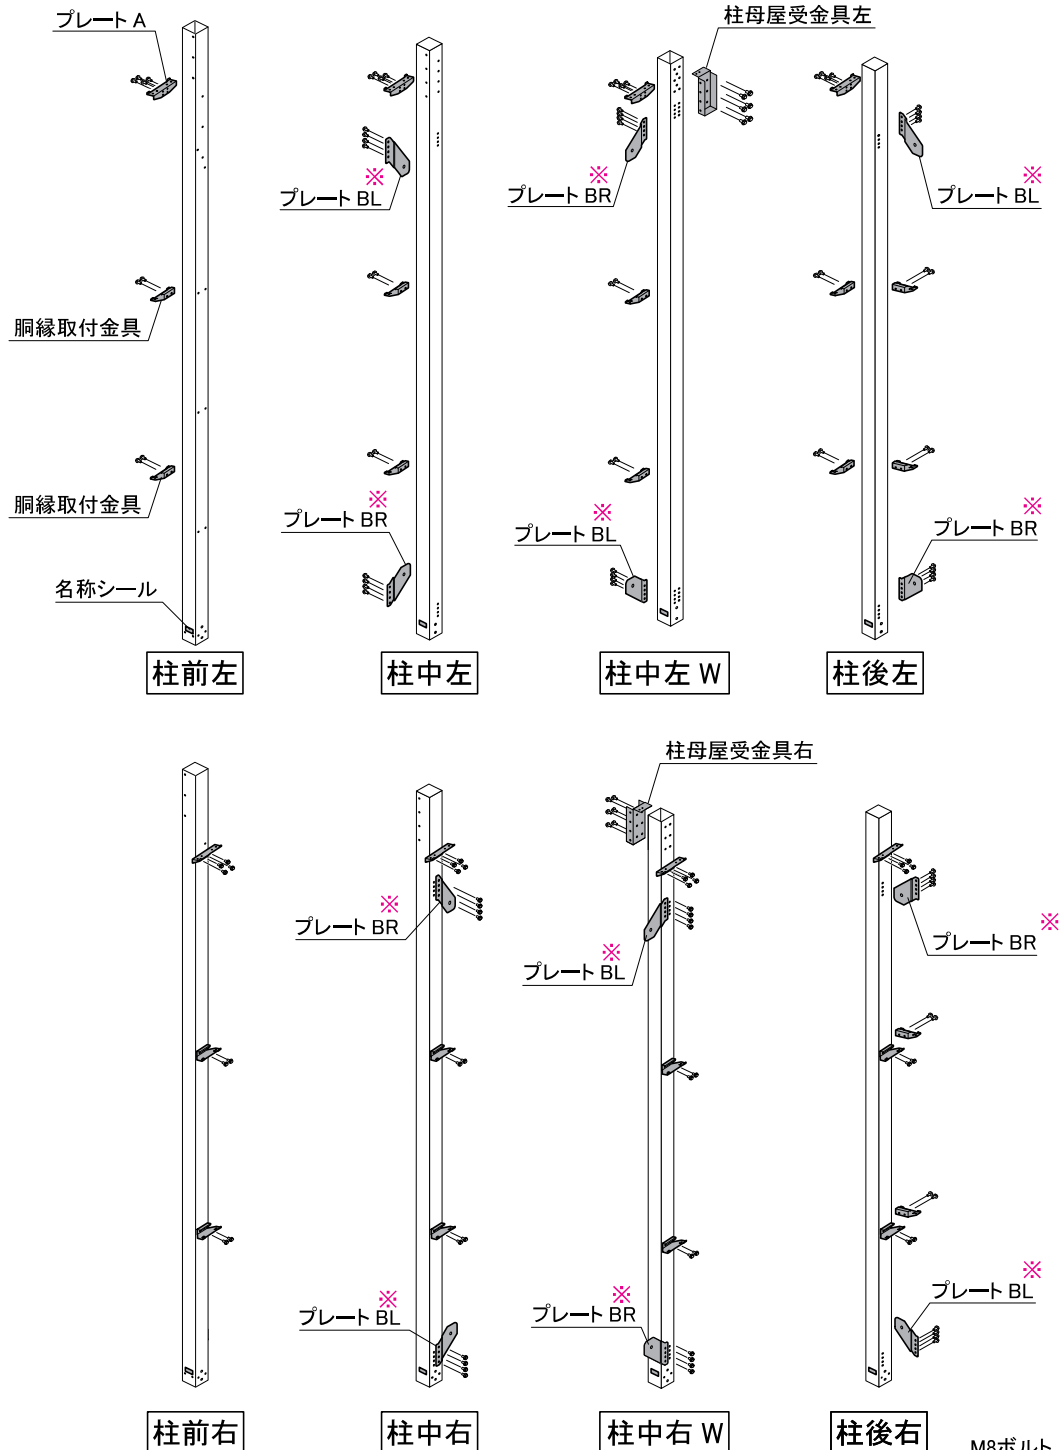 プレート A
柱母屋受金具左
※
プレート BL
※
プレート BR
※
プレート BL
胴縁取付金具
胴縁取付金具
※
プレート BR
※
プレート BL
※
プレート BR
名称シール
柱前左
柱中左
柱中左 W
柱後左
柱母屋受金具右
※
プレート BR
※
プレート BL
※
プレート BR
※
プレート BL
※
プレート BR
※
プレート BL
柱前右
柱中右
柱中右 W
柱後右
M8ボルト